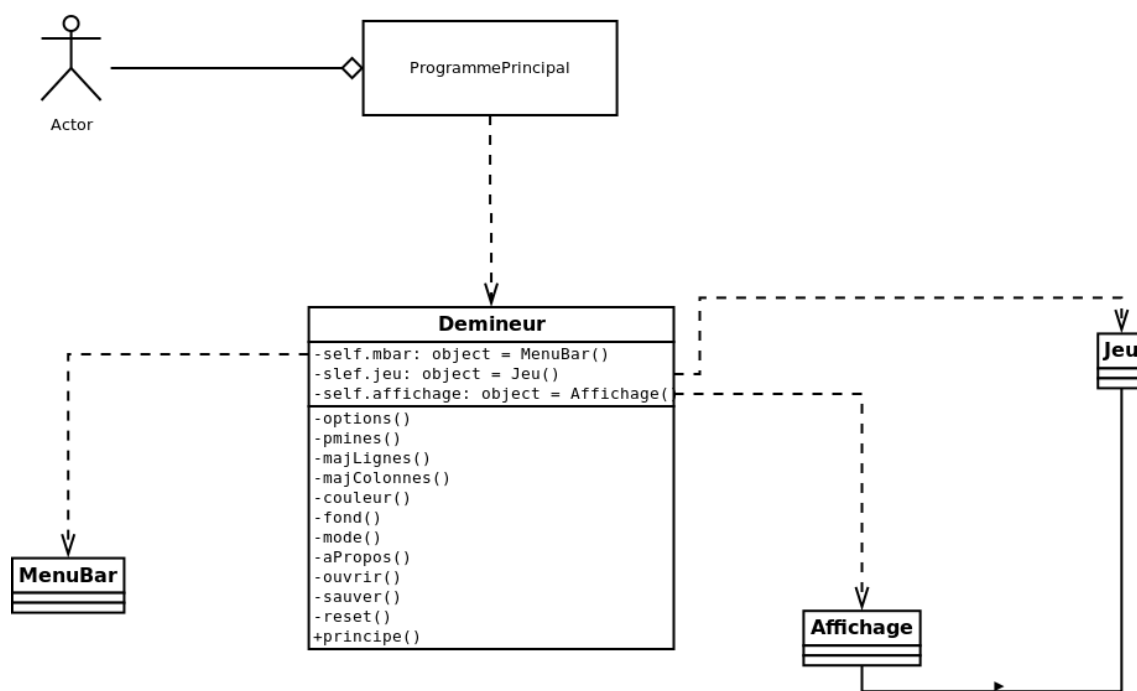 ProgrammePrincipal
Actor
Demineur
-self.mbar: object = MenuBar()
-slef.jeu: object = Jeu()
-self.affichage: object = Affichage()
-options()
-pmines()
-majLignes()
-majColonnes()
-couleur()
-fond()
-mode()
-aPropos()
-ouvrir()
-sauver()
-reset()
+principe()
Jeu
MenuBar
Affichage